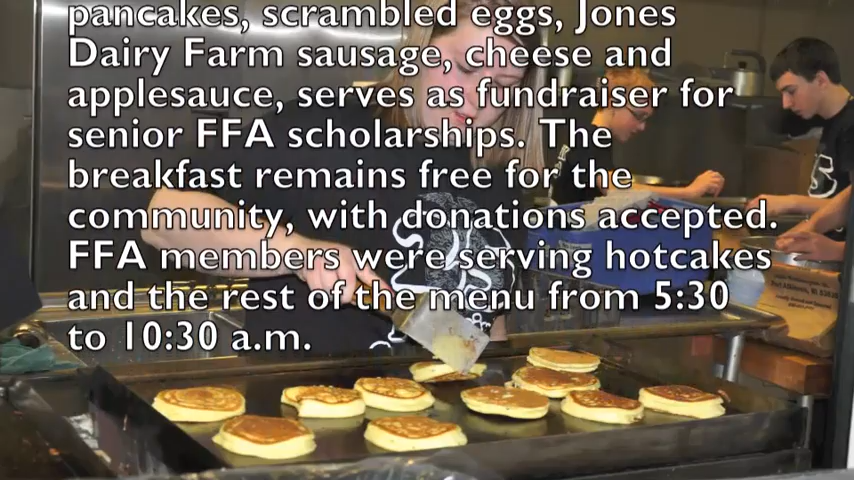 pancakes, scrambled eggs, Jones
Dairy Farm sausage, cheese and
applesauce, serves as fundraiser for
senior FFA scholarships. The
breakfast remains free for the
community, with donations accepted.
FFA members were serving hotcakes
and the rest of the menu from 5:30
to 10:30 a.m.